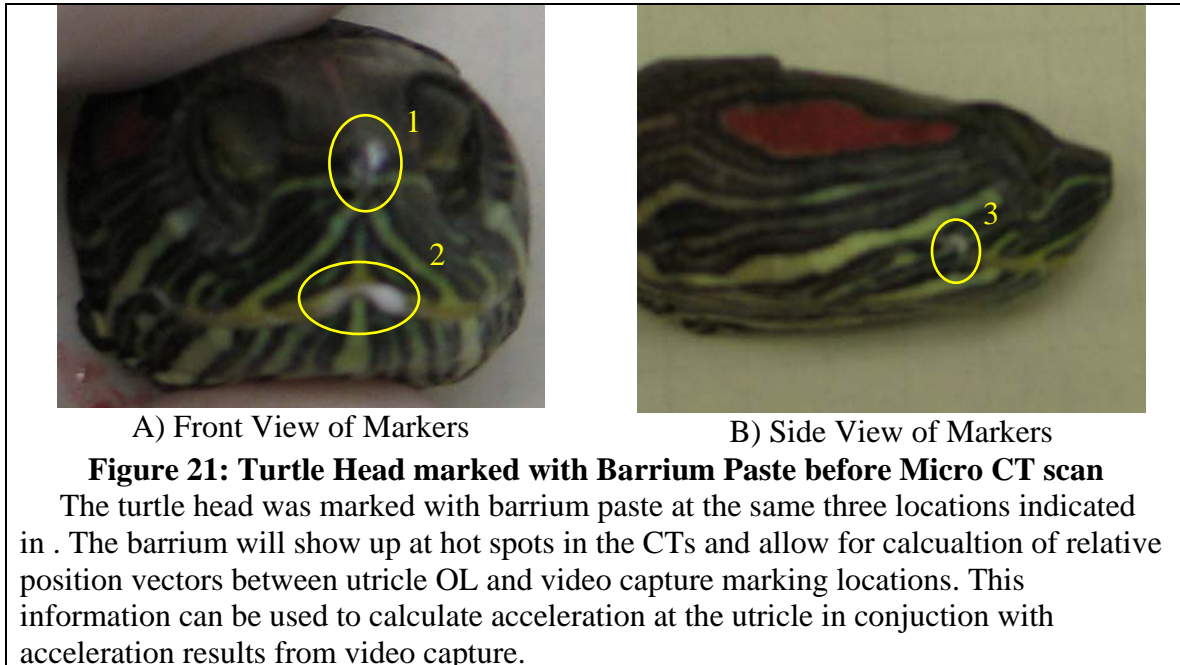 1
2
3
A) Front View of Markers
B) Side View of Markers
Figure 21: Turtle Head marked with Barrium Paste before Micro CT scan
The turtle head was marked with barrium paste at the same three locations indicated
in . The barrium will show up at hot spots in the CTs and allow for calcualtion of relative
position vectors between utricle OL and video capture marking locations. This
information can be used to calculate acceleration at the utricle in conjuction with
acceleration results from video capture.